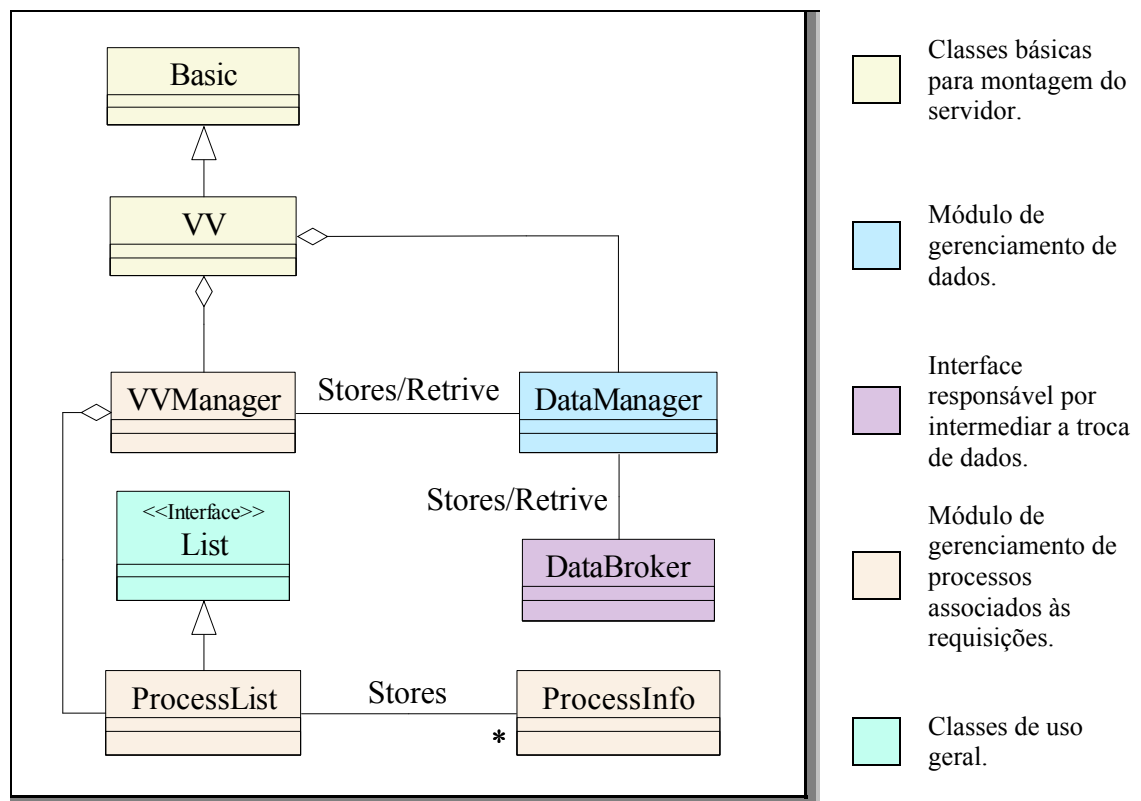 Basic
VV
VVManager
Stores/Retrive
DataManager
Stores/Retrive
<<Interface>>
List
DataBroker
ProcessList
Stores
*
ProcessInfo
Classes básicas
para montagem do
servidor.
Módulo de
gerenciamento de
dados.
Interface
responsável por
intermediar a troca
de dados.
Módulo de
gerenciamento de
processos
associados às
requisições.
Classes de uso
geral.